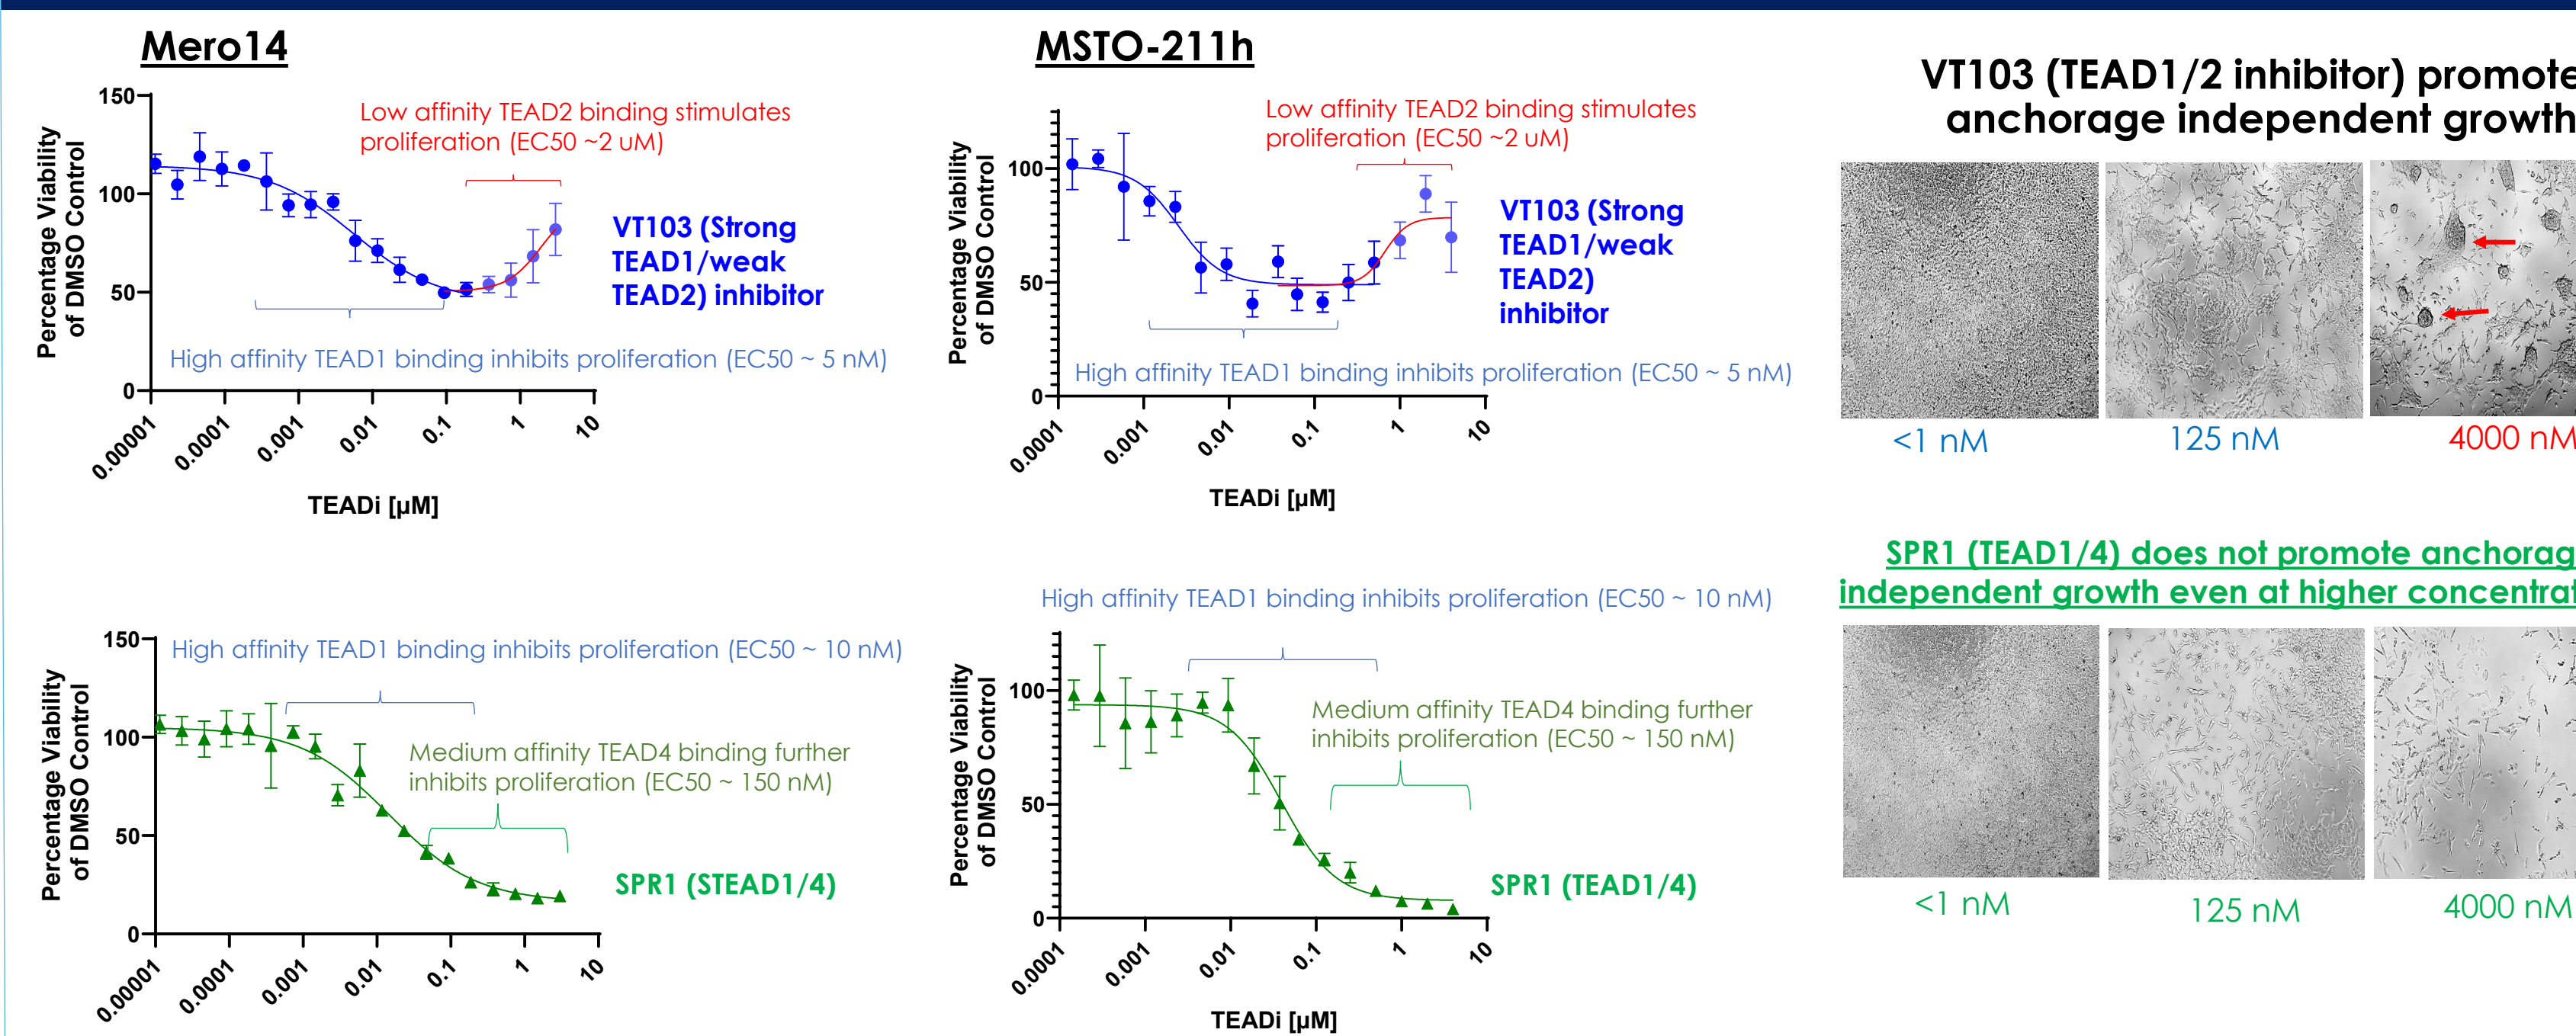 Mero14
150
100
50
0
Percentage Viability
of DMSO Control
Low affinity TEAD2 binding stimulates
proliferation (EC50 ~2 uM)
VT103 (Strong
TEAD1/weak
TEAD2) inhibitor
High affinity TEAD1 binding inhibits proliferation (EC50 ~ 5 nM)
0.00001
0.0001
0.001
0.01
0.1
1
10
TEADi [µM]
MSTO-211h
100
50
0
Percentage Viability
of DMSO Control
Low affinity TEAD2 binding stimulates
proliferation (EC50 ~2 uM)
VT103 (Strong
TEAD1/weak
TEAD2)
inhibitor
High affinity TEAD1 binding inhibits proliferation (EC50 ~ 5 nM)
0.0001
0.001
0.01
0.1
1
10
TEADi [µM]
VT103 (TEAD1/2 inhibitor) promote
anchorage independent growth
<1 nM
125 nM
4000 nM
150
100
50
0
Percentage Viability
of DMSO Control
High affinity TEAD1 binding inhibits proliferation (EC50 ~ 10 nM)
Medium affinity TEAD4 binding further
inhibits proliferation (EC50 ~ 150 nM)
SPR1 (STEAD1/4)
0.00001
0.0001
0.001
0.01
0.1
1
10
High affinity TEAD1 binding inhibits proliferation (EC50 ~ 10 nM)
100
50
0
Percentage Viability
of DMSO Control
Medium affinity TEAD4 binding further
inhibits proliferation (EC50 ~ 150 nM)
SPR1 (TEAD1/4)
0.0001
0.001
0.01
0.1
1
10
TEADi [µM]
SPR1 (TEAD1/4) does not promote anchorag
independent growth even at higher concentrat
<1 nM
125 nM
4000 nM